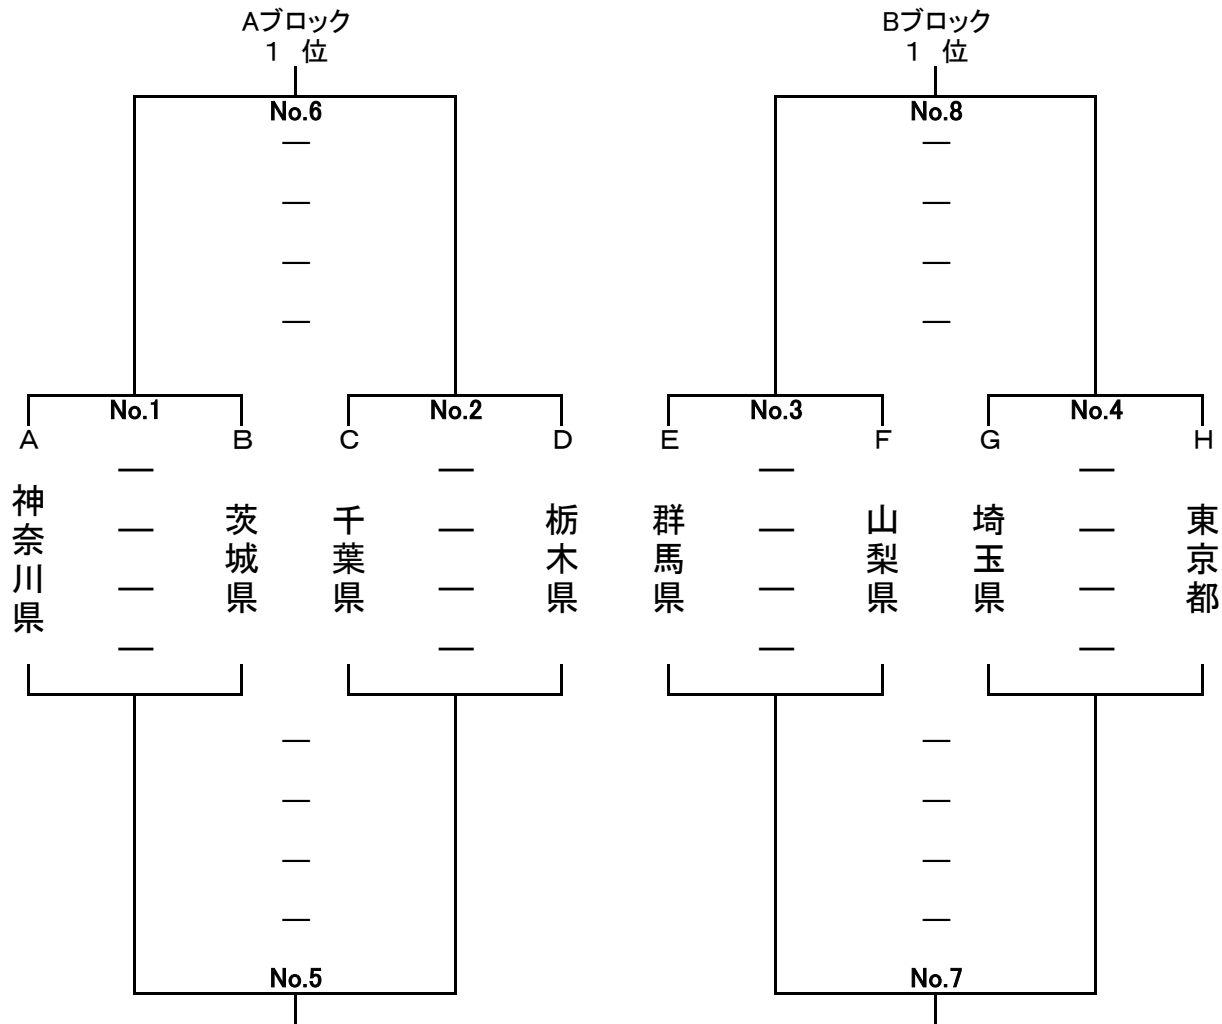 Aブロック
1 位
Bブロック
1 位
No.6
No.8
No.1
No.2
No.3
No.4
A
B
C
D
E
F
G
H
神奈川県
茨城県
千葉県
栃木県
群馬県
山梨県
埼玉県
東京都
No.5
No.7